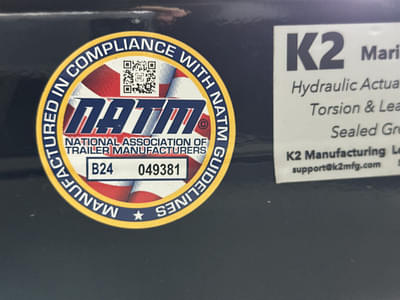 MANUFACTURED IN COMPLIANCE WITH NATM GUIDELINES
NATM®
NATIONAL ASSOCIATION OF
TRAILER MANUFACTURERS
B24 049381
K2 Mari
Hydraulic Actua
Torsion & Lea
Sealed Gre
K2 Manufacturing
support@k2mfg.com